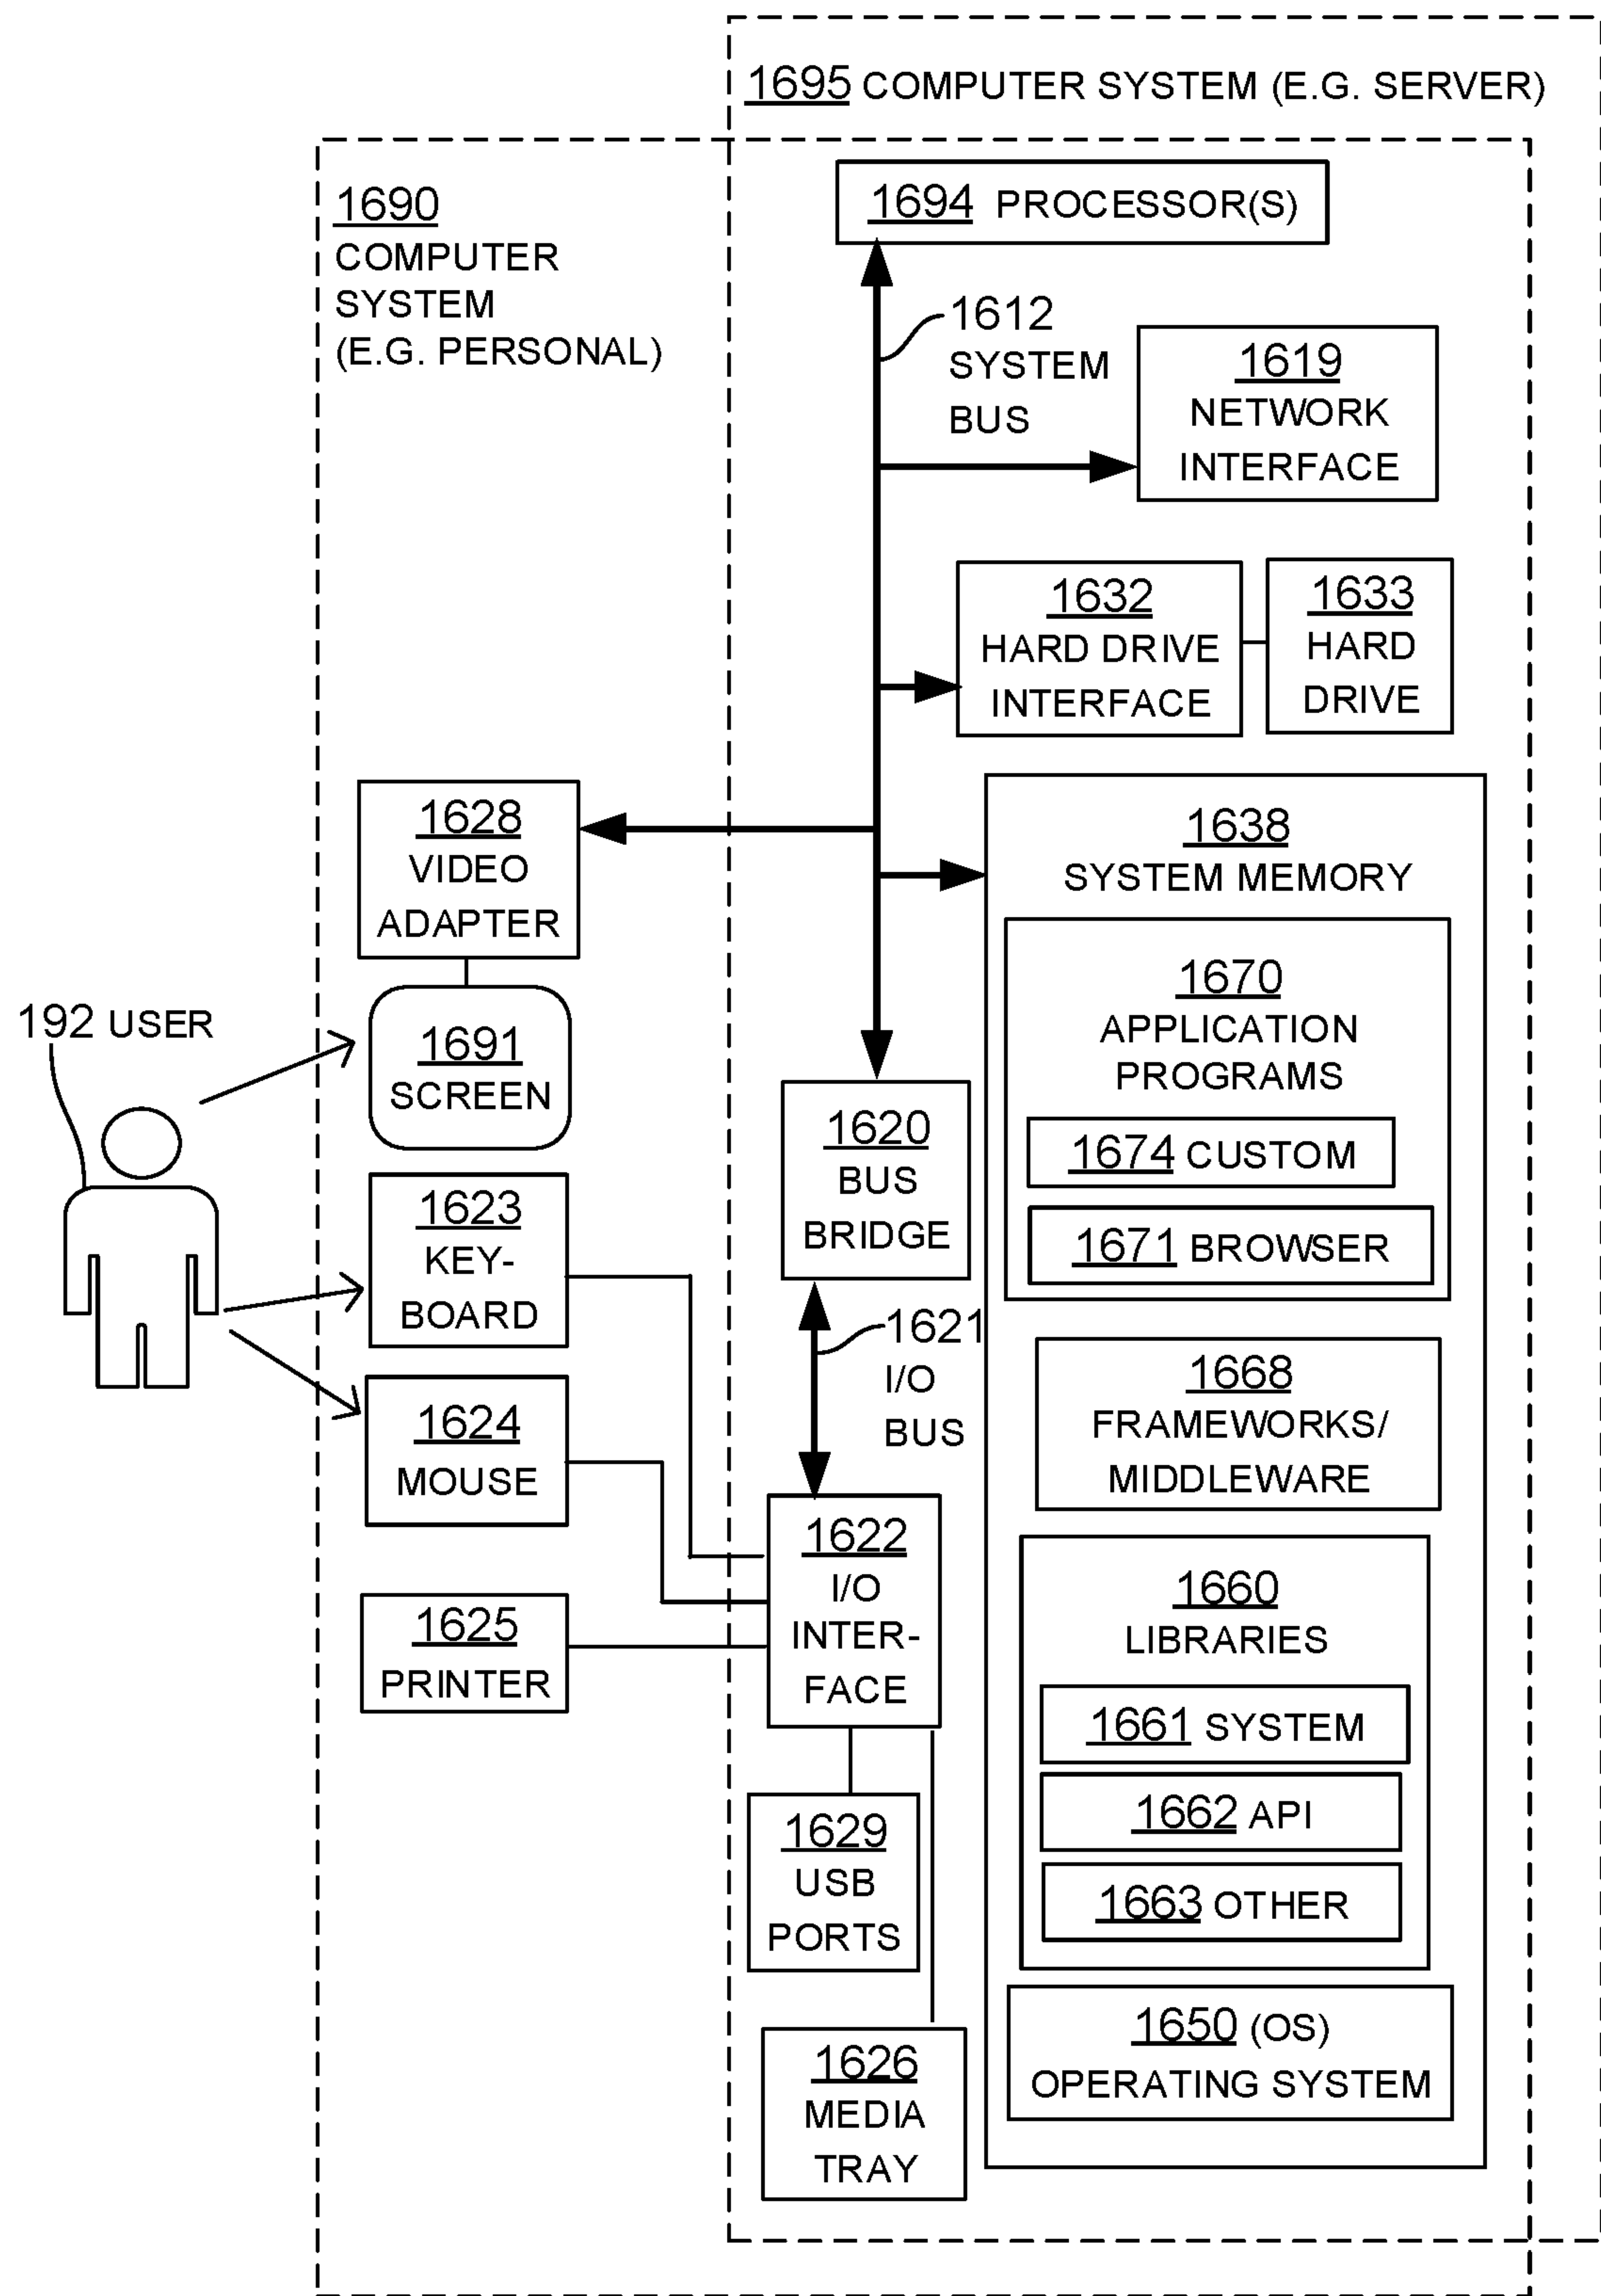 1695 COMPUTER SYSTEM (E.G. SERVER)
1690
COMPUTER
SYSTEM
(E.G. PERSONAL)
1694 PROCESSOR(S)
1612
SYSTEM
BUS
1619
NETWORK
INTERFACE
1632
HARD DRIVE
INTERFACE
1633
HARD
DRIVE
1628
VIDEO
ADAPTER
1638
SYSTEM MEMORY
1670
APPLICATION
PROGRAMS
1674 CUSTOM
1671 BROWSER
192 USER
1691
SCREEN
1620
BUS
BRIDGE
1623
KEY-
BOARD
1621
I/O
BUS
1624
MOUSE
1668
FRAMEWORKS/
MIDDLEWARE
1622
I/O
INTER-
FACE
1625
PRINTER
1660
LIBRARIES
1661 SYSTEM
1662 API
1663 OTHER
1629
USB
PORTS
1650 (OS)
OPERATING SYSTEM
1626
MEDIA
TRAY